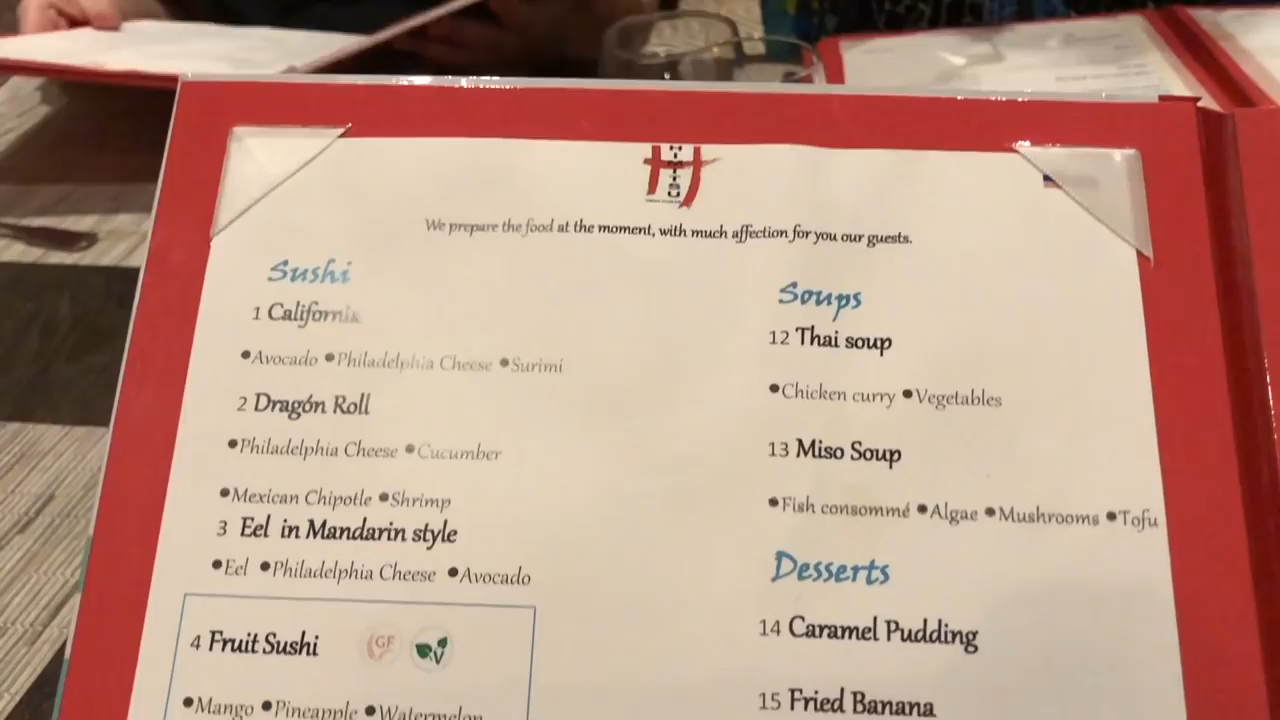 HIMITSU
We prepare the food at the moment, with much affection for you our guests.
Sushi
1 California
•Avocado •Philadelphia Cheese •Surimi
2 Dragón Roll
•Philadelphia Cheese •Cucumber
•Mexican Chipotle •Shrimp
3 Eel in Mandarin style
•Eel •Philadelphia Cheese •Avocado
4 Fruit Sushi GF V
•Mango •Pineapple •Watermelon
Soups
12 Thai soup
•Chicken curry •Vegetables
13 Miso Soup
•Fish consommé •Algae •Mushrooms •Tofu
Desserts
14 Caramel Pudding
15 Fried Banana